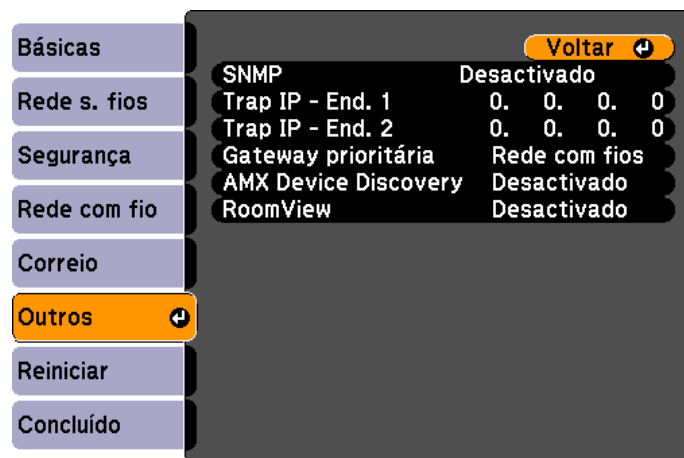 Básicas
Rede s. fios
Segurança
Rede com fio
Correio
Outros
Reiniciar
Concluído
Voltar
SNMP Desactivado
Trap IP - End. 1 0. 0. 0. 0
Trap IP - End. 2 0. 0. 0. 0
Gateway prioritária Rede com fios
AMX Device Discovery Desactivado
RoomView Desactivado